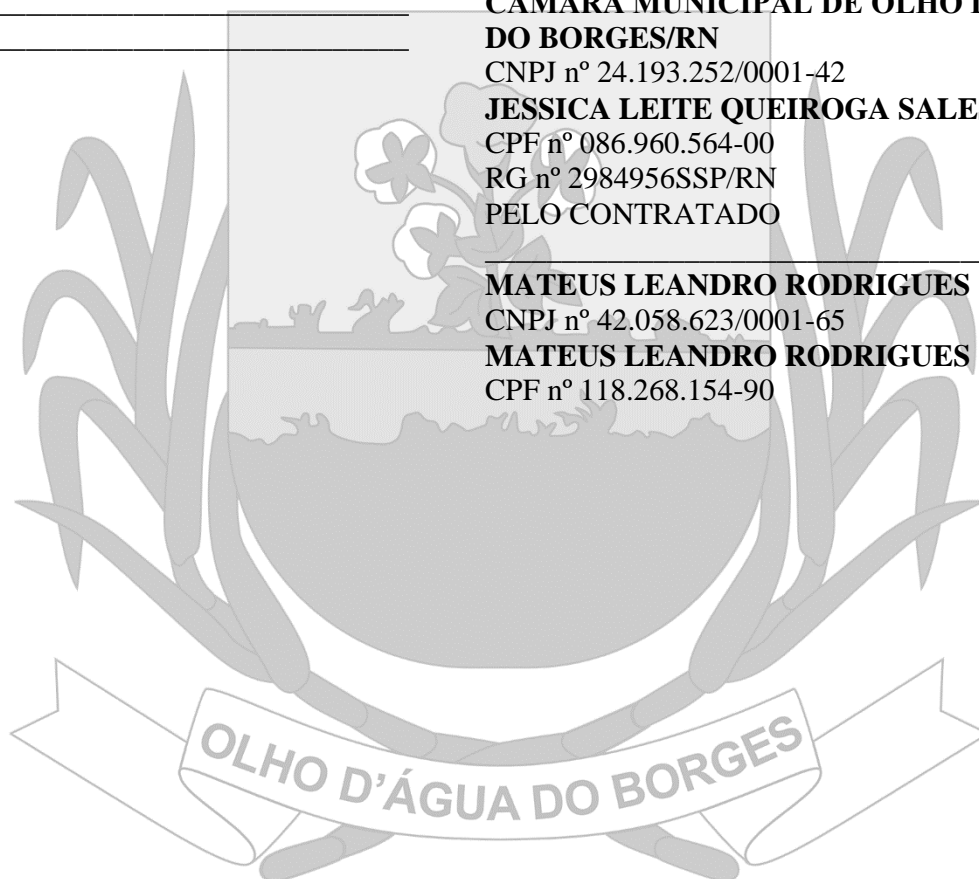 CÂMARA MUNICIPAL DE OLHO
DO BORGES/RN
CNPJ nº 24.193.252/0001-42
JESSICA LEITE QUEIROGA SALE
CPF nº 086.960.564-00
RG nº 2984956SSP/RN
PELO CONTRATADO
MATEUS LEANDRO RODRIGUES
CNPJ nº 42.058.623/0001-65
MATEUS LEANDRO RODRIGUES
CPF nº 118.268.154-90
OLHO D'ÁGUA DO BORGES